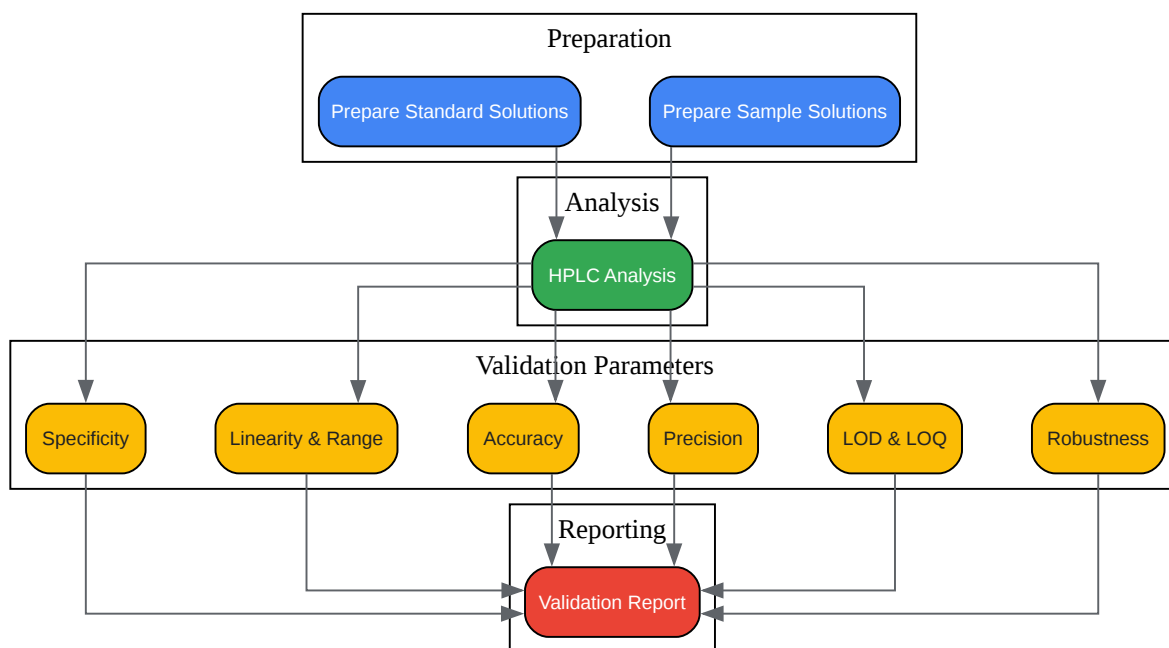 Preparation
Prepare Standard Solutions
Prepare Sample Solutions
Analysis
HPLC Analysis
Validation Parameters
Specificity
Linearity & Range
Accuracy
Precision
LOD & LOQ
Robustness
Reporting
Validation Report